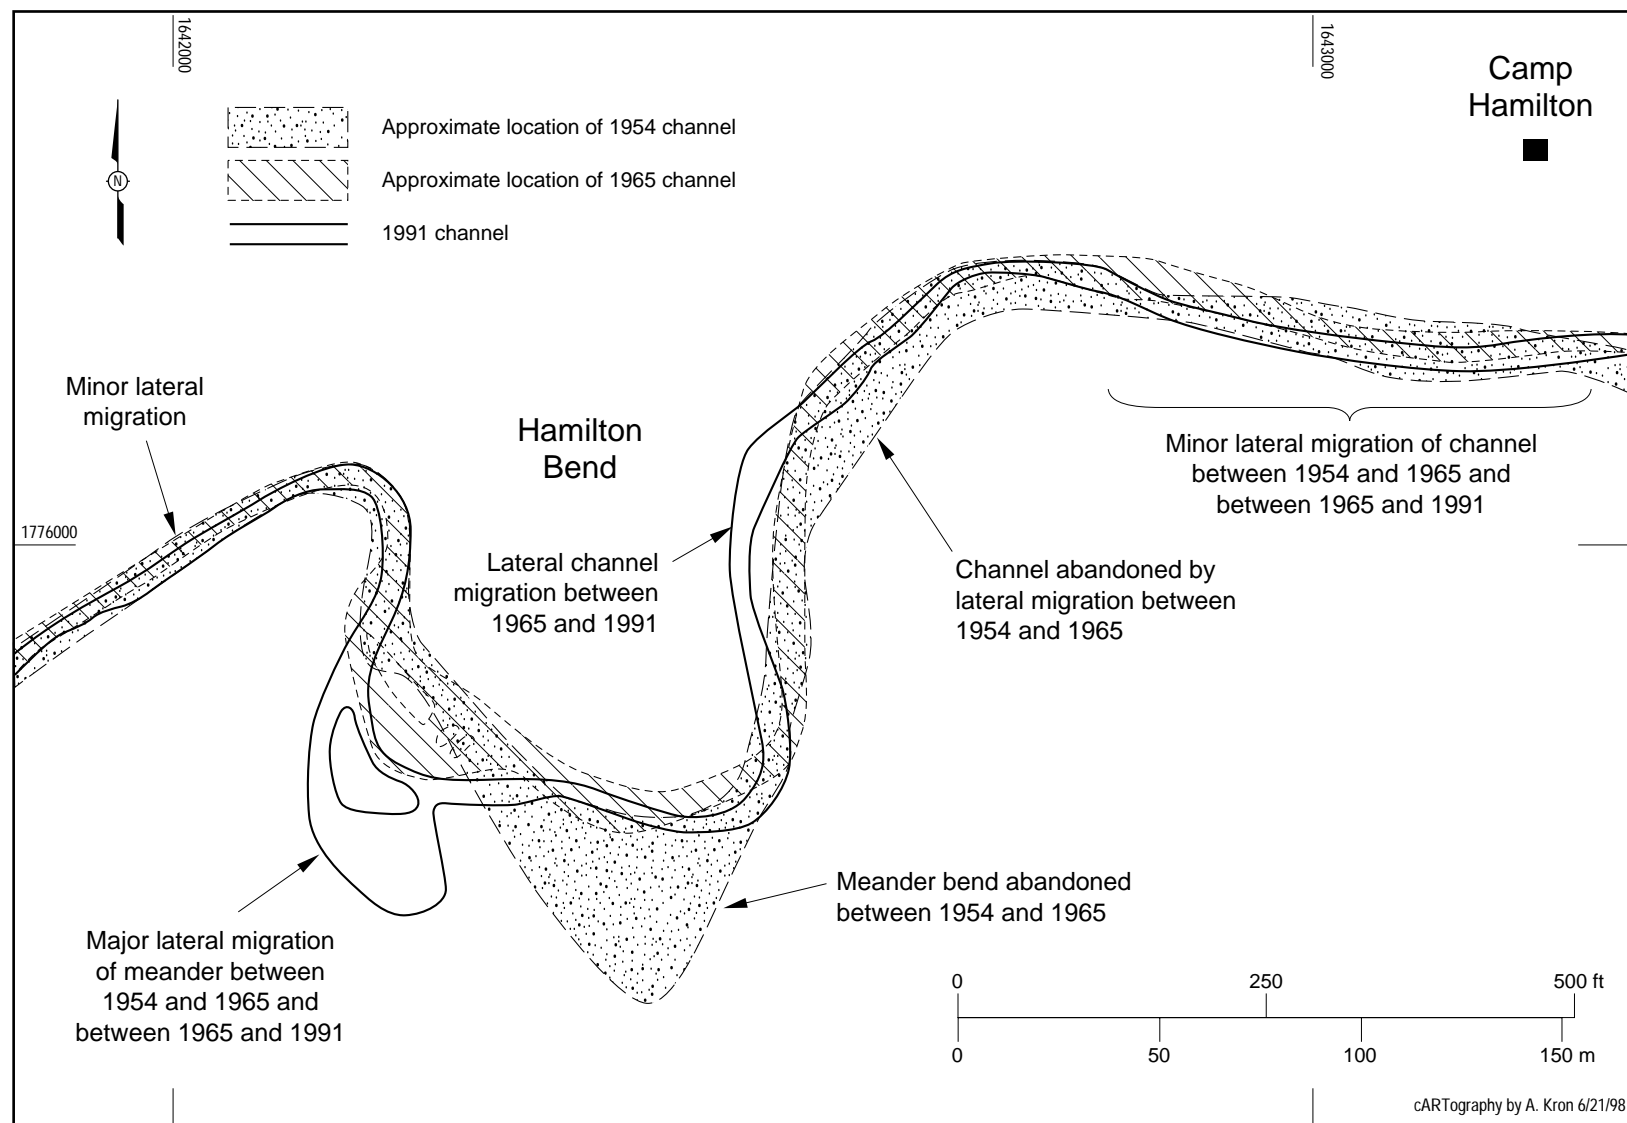 1642000
1643000
Camp
Hamilton
N
Approximate location of 1954 channel
Approximate location of 1965 channel
1991 channel
Minor lateral
migration
Hamilton
Bend
Minor lateral migration of channel
between 1954 and 1965 and
between 1965 and 1991
1776000
Lateral channel
migration between
1965 and 1991
Channel abandoned by
lateral migration between
1954 and 1965
Meander bend abandoned
between 1954 and 1965
Major lateral migration
of meander between
1954 and 1965 and
between 1965 and 1991
0 250 500 ft
0 50 100 150 m
cARTography by A. Kron 6/21/98